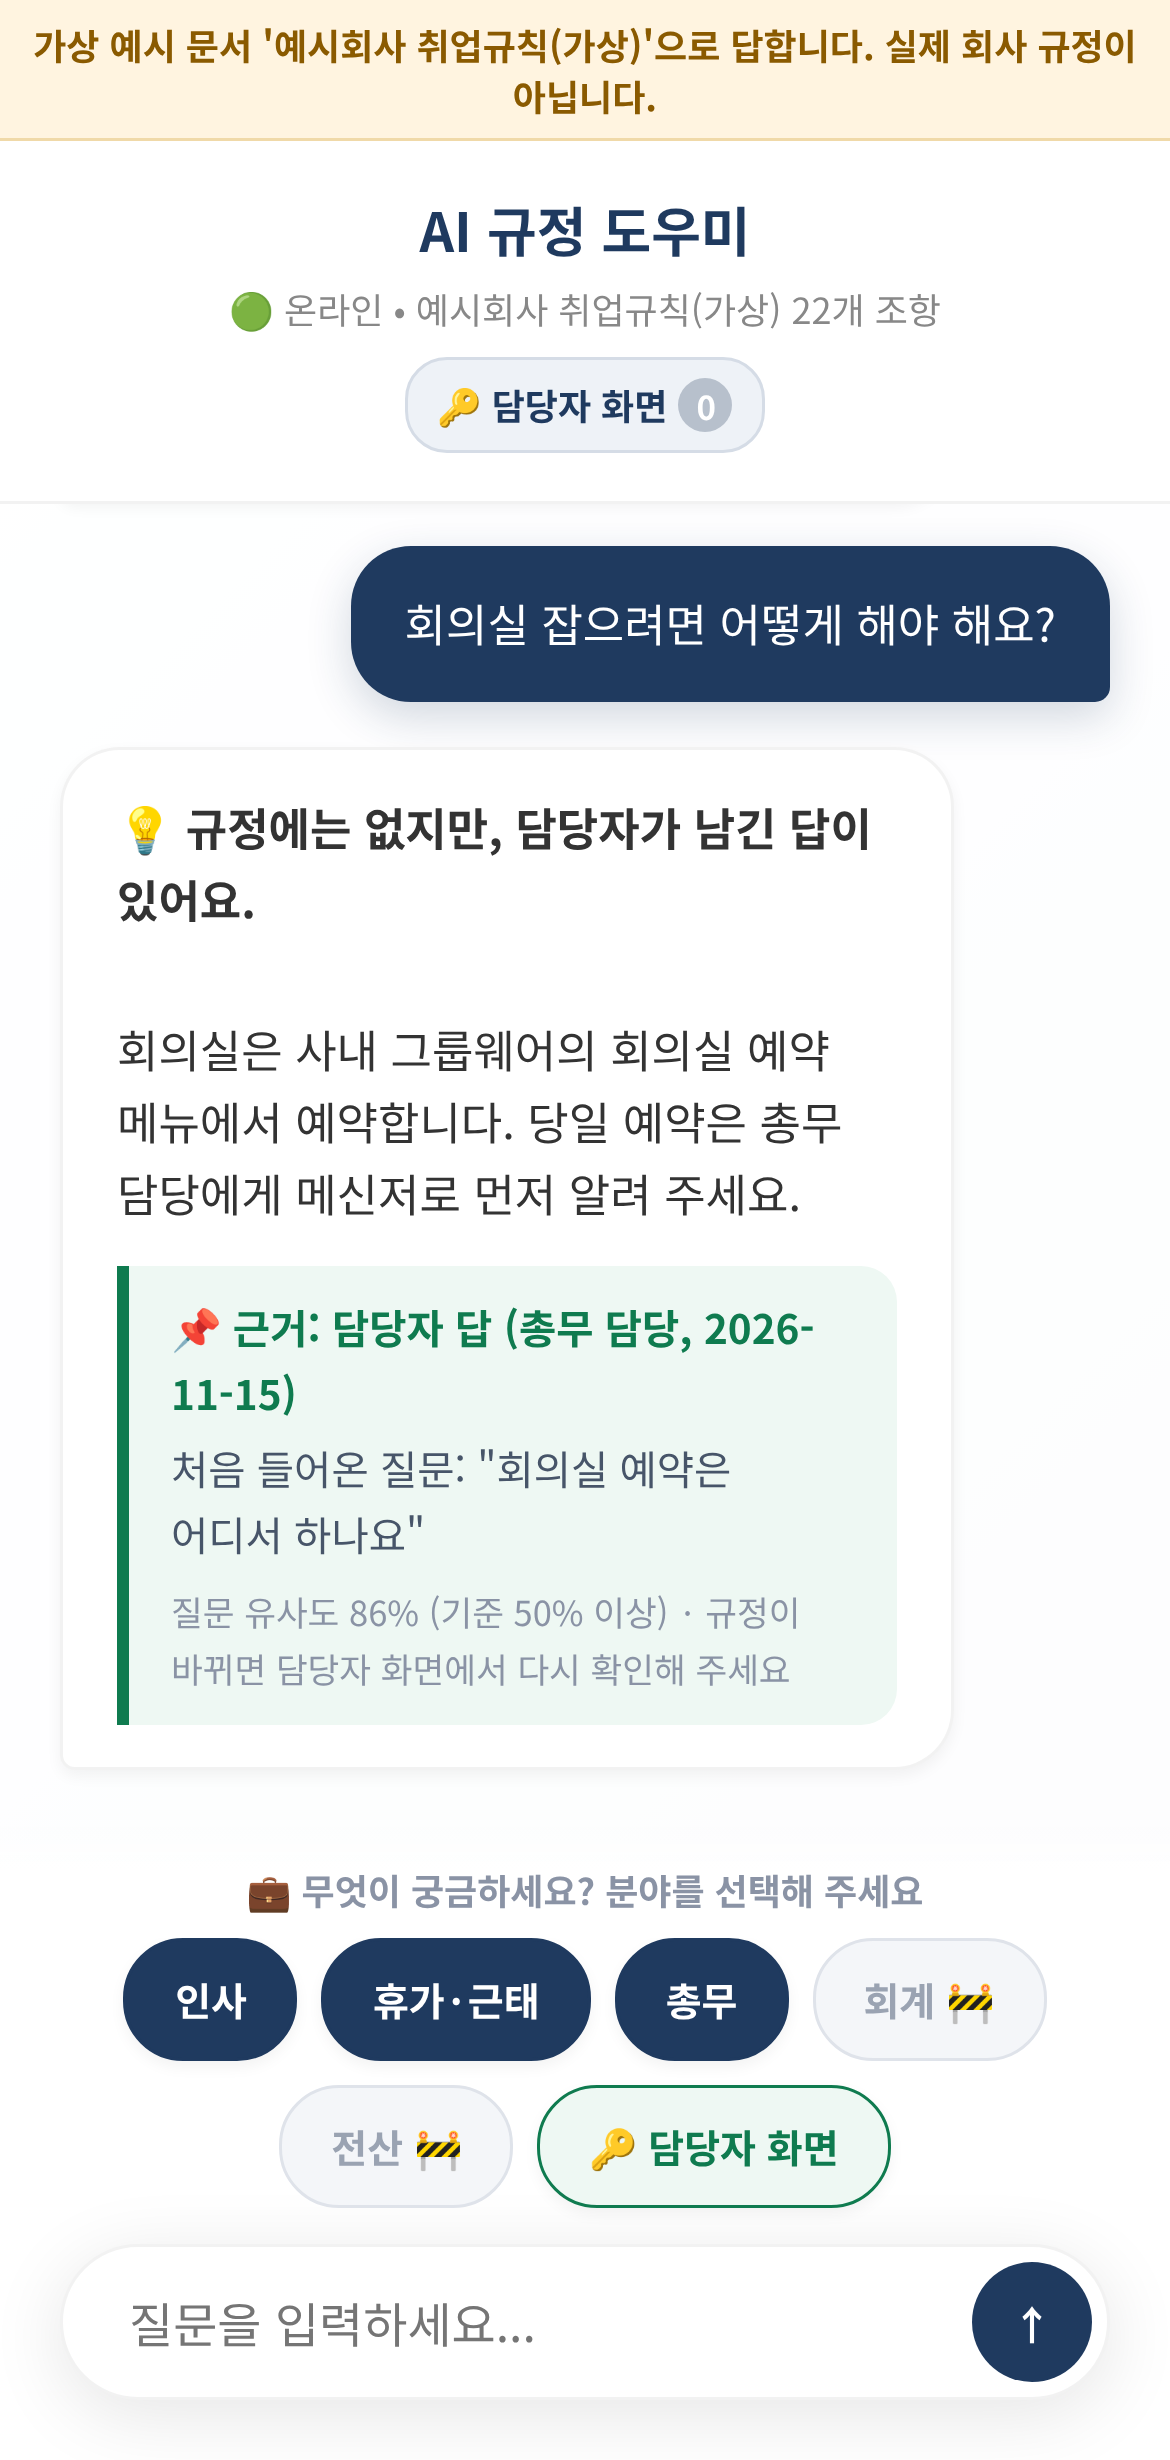 가상 예시 문서 '예시회사 취업규칙(가상)'으로 답합니다. 실제 회사 규정이
아닙니다.
AI 규정 도우미
온라인 • 예시회사 취업규칙(가상) 22개 조항
담당자 화면 0
회의실 잡으려면 어떻게 해야 해요?
규정에는 없지만, 담당자가 남긴 답이
있어요.
회의실은 사내 그룹웨어의 회의실 예약
메뉴에서 예약합니다. 당일 예약은 총무
담당에게 메신저로 먼저 알려 주세요.
근거: 담당자 답 (총무 담당, 2026-
11-15)
처음 들어온 질문: "회의실 예약은
어디서 하나요"
질문 유사도 86% (기준 50% 이상) · 규정이
바뀌면 담당자 화면에서 다시 확인해 주세요
무엇이 궁금하세요? 분야를 선택해 주세요
인사 휴가·근태 총무 회계
전산 담당자 화면
질문을 입력하세요...